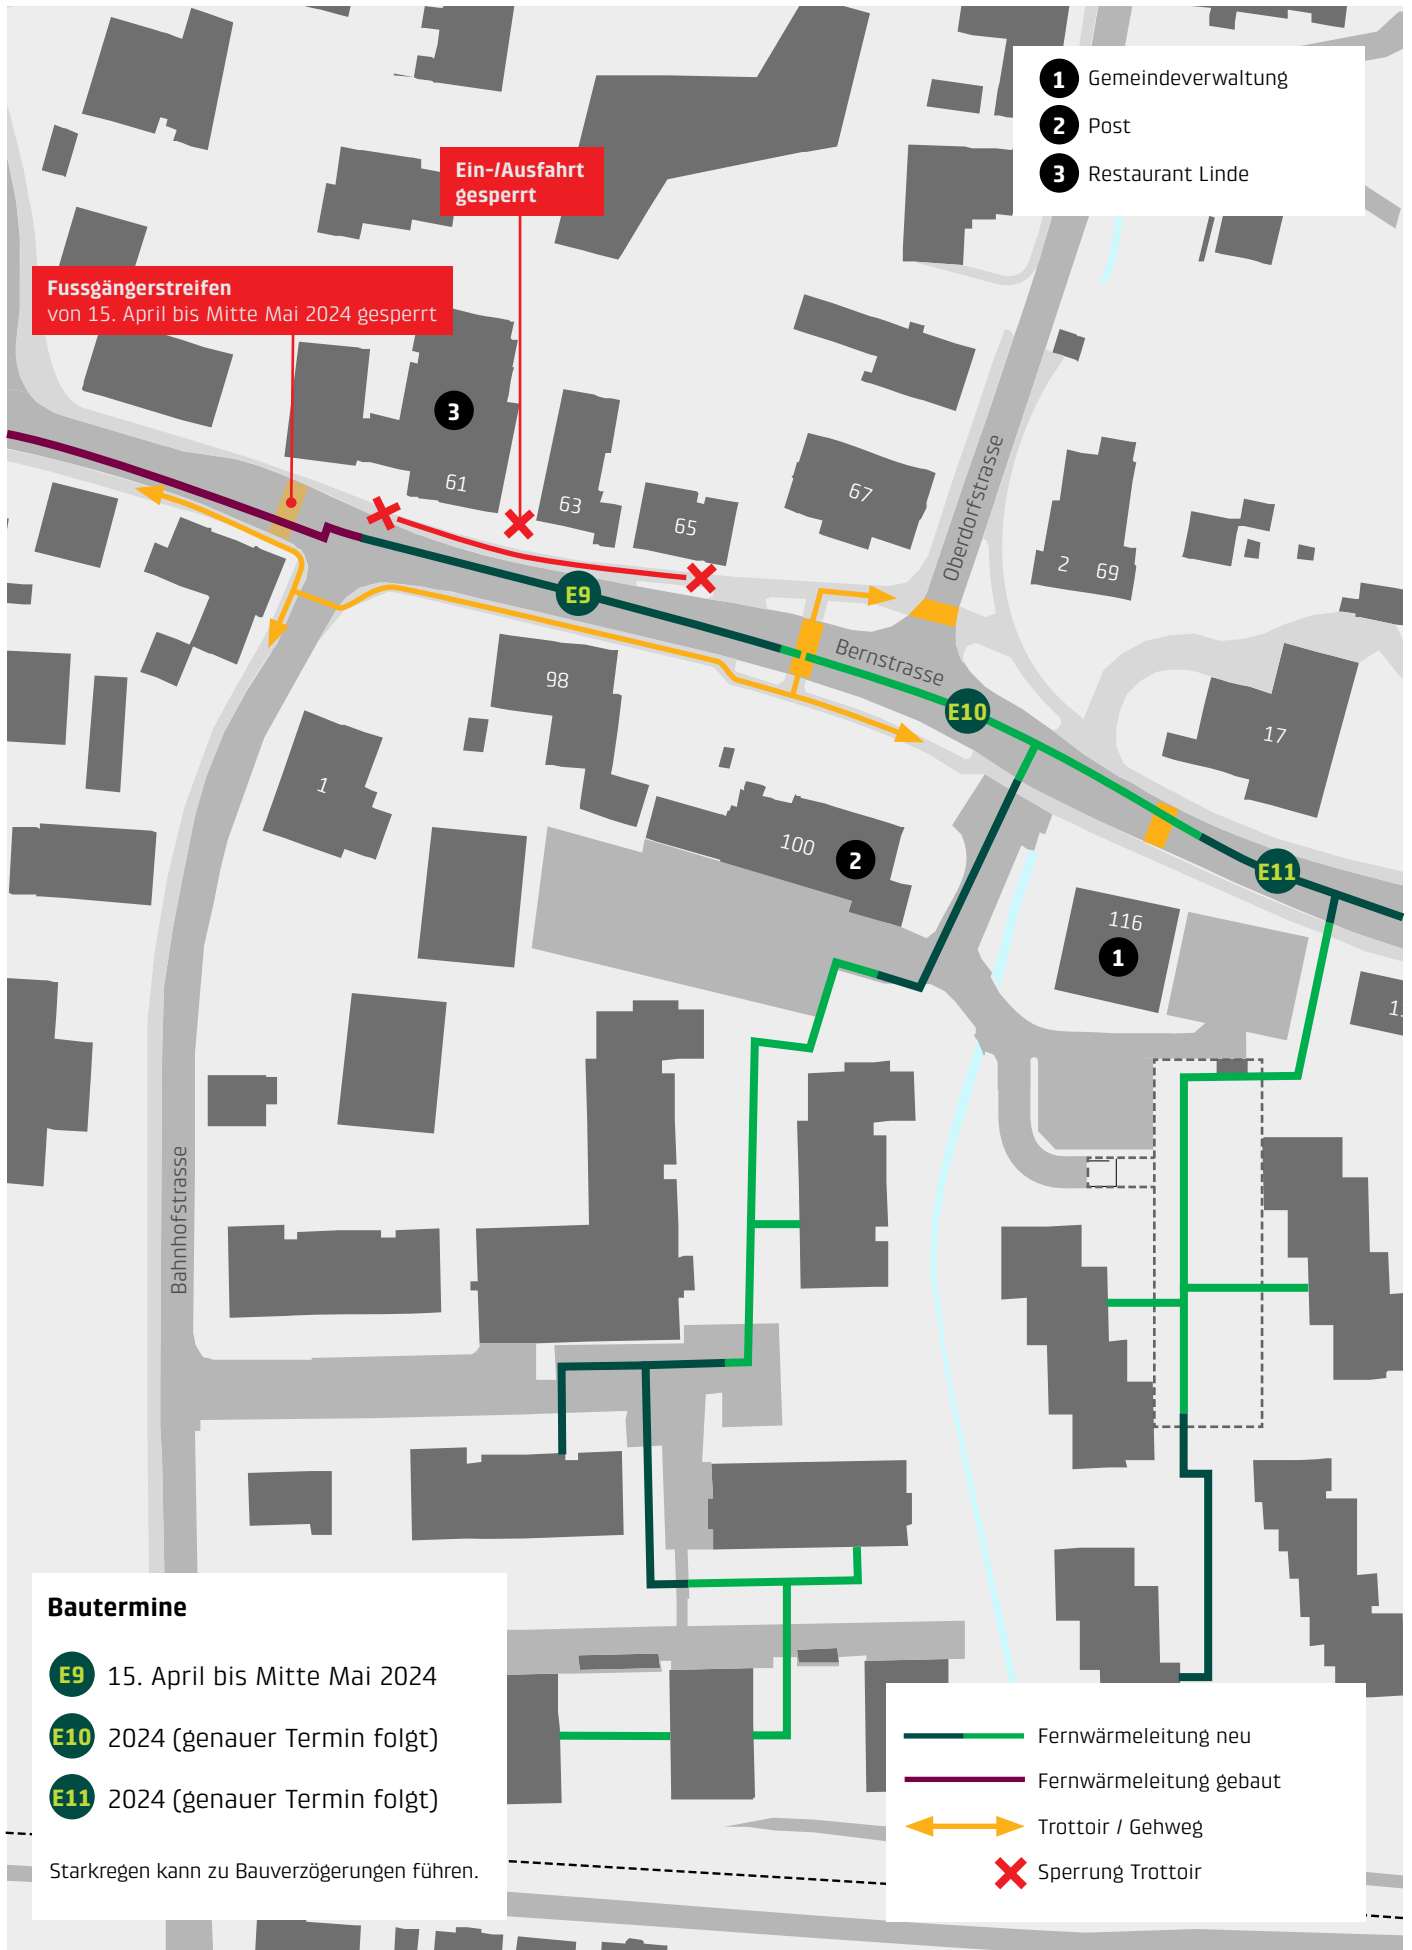 1 Gemeindeverwaltung
2 Post
3 Restaurant Linde
Ein-/Ausfahrt
gesperrt
Fussgängerstreifen
von 15. April bis Mitte Mai 2024 gesperrt
3
61
63
65
67
Oberdorfstrasse
2 69
E9
Bernstrasse
98
E10
17
1
100
2
E11
116
1
Bahnhofstrasse
Bautermine
E9 15. April bis Mitte Mai 2024
E10 2024 (genauer Termin folgt)
E11 2024 (genauer Termin folgt)
Starkregen kann zu Bauverzögerungen führen.
Fernwärmeleitung neu
Fernwärmeleitung gebaut
Trottoir / Gehweg
Sperrung Trottoir